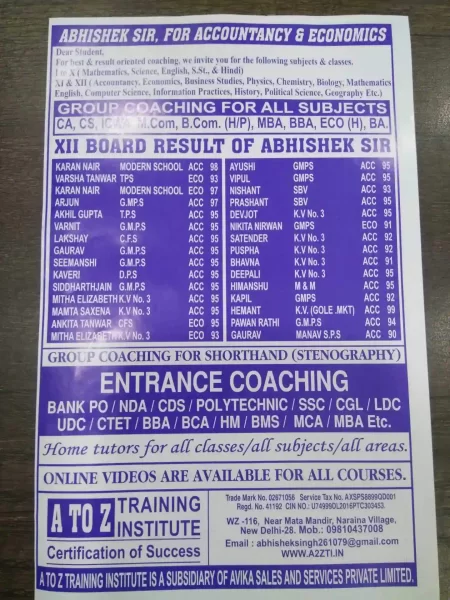 ABHISHEK SIR, FOR ACCOUNTANCY & ECONOMICS
Dear Student,
For best & result oriented coaching, we invite you for the following subjects & classes.
I to X ( Mathematics, Science, English, S.St., & Hindi)
XI & XII ( Accountancy, Economics, Business Studies, Physics, Chemistry, Biology, Mathematics
English, Computer Science, Information Practices, History, Political Science, Geography Etc.)
GROUP COACHING FOR ALL SUBJECTS
CA, CS, ICWA, M.Com, B.Com. (H/P), MBA, BBA, ECO (H), BA.
XII BOARD RESULT OF ABHISHEK SIR
KARAN NAIR MODERN SCHOOL ACC 98
VARSHA TANWAR TPS ECO 93
KARAN NAIR MODERN SCHOOL ECO 97
ARJUN G.MP.S ACC 97
AKHIL GUPTA T.P.S ACC 95
VARNIT G.M.P.S ACC 95
LAKSHAY C.F.S ACC 95
GAURAV G.M.P.S ACC 95
SEEMANSHI G.M.P.S ACC 95
KAVERI D.P.S ACC 95
SIDDHARTHJAIN G.M.P.S ACC 95
MITHA ELIZABETH K.V No. 3 ACC 95
MAMTA SAXENA K.V No. 3 ACC 95
ANKITA TANWAR CFS ECO 95
MITHA ELIZABETH K.V No. 3 ECO 93
AYUSHI GMPS ACC 95
VIPUL GMPS ACC 95
NISHANT SBV ACC 93
PRASHANT SBV ACC 95
DEVJOT K.V No. 3 ACC 95
NIKITA NIRWAN GMPS ECO 91
SATENDER K.V No. 3 ACC 92
PUSPHA K.V No. 3 ACC 92
BHAVNA K.V No. 3 ACC 91
DEEPALI K.V No. 3 ACC 95
HIMANSHU M & M ACC 95
KAPIL GMPS ACC 92
HEMANT K.V. (GOLE .MKT) ACC 99
PAWAN RATHI G.M.P.S ACC 94
GAURAV MANAV S.P.S ACC 90
GROUP COACHING FOR SHORTHAND (STENOGRAPHY)
ENTRANCE COACHING
BANK PO / NDA / CDS / POLYTECHNIC / SSC / CGL / LDC
UDC / CTET / BBA / BCA / HM / BMS / MCA / MBA Etc.
Home tutors for all classes/all subjects/all areas.
ONLINE VIDEOS ARE AVAILABLE FOR ALL COURSES.
A TO Z TRAINING INSTITUTE
Certification of Success
Trade Mark No. 02671056 Service Tax No. AXSPS8899QD001
Regd. No. 41192 CIN NO.: U74999DL2016PTC303453.
WZ -116, Near Mata Mandir, Naraina Village,
New Delhi-28. Mob.: 09810437008
Email : abhisheksingh261079@gmail.com
WWW.A2ZTI.IN
A TO Z TRAINING INSTITUTE IS A SUBSIDIARY OF AVIKA SALES AND SERVICES PRIVATE LIMITED.